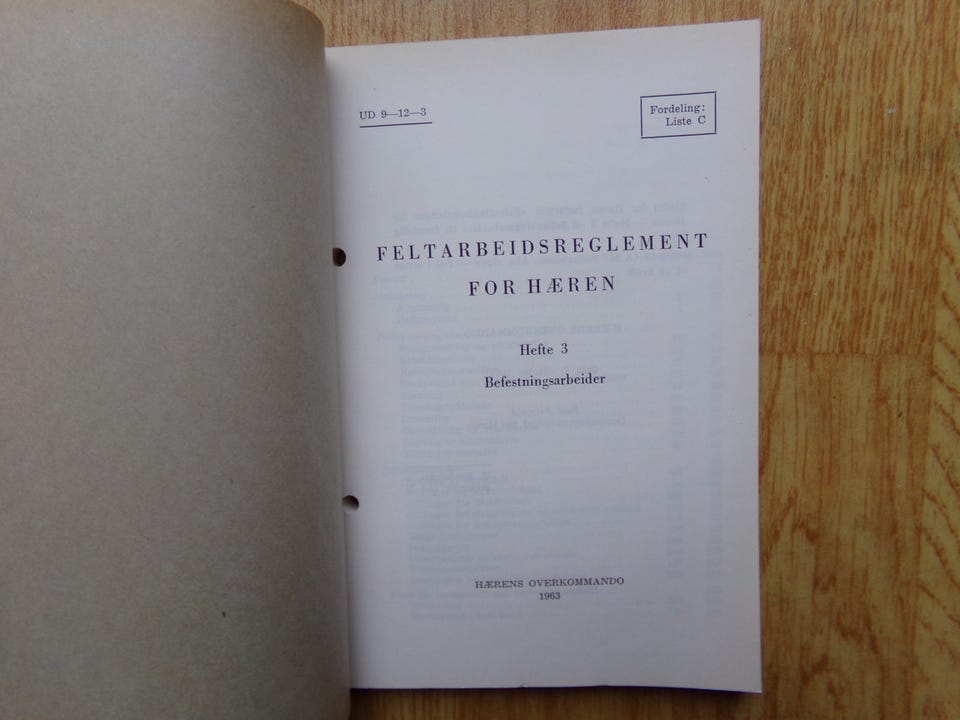 UD 9—12—3
Fordeling:
Liste C
FELTARBEIDSREGLEMENT
FOR HÆREN
Hefte 3
Befestningsarbeider
HÆRENS OVERKOMMANDO
1963